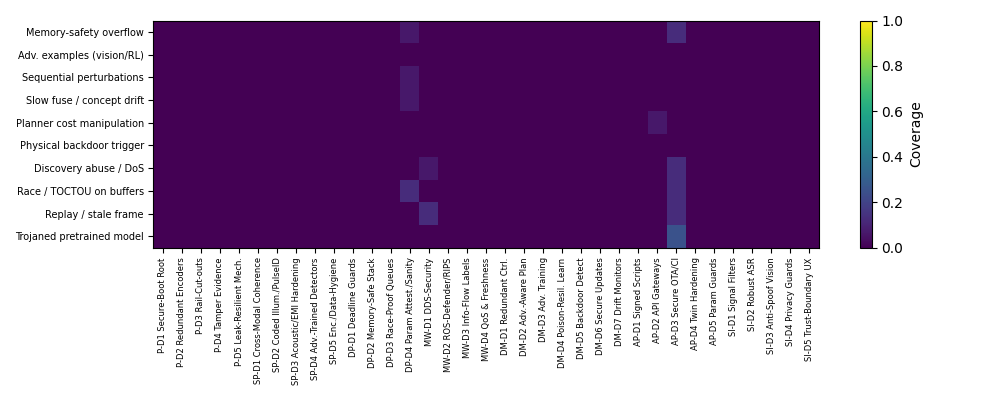 Memory-safety overflow
Adv. examples (vision/RL)
Sequential perturbations
Slow fuse / concept drift
Planner cost manipulation
Physical backdoor trigger
Discovery abuse / DoS
Race / TOCTOU on buffers
Replay / stale frame
Trojaned pretrained model
P-D1 Secure-Boot Root
P-D2 Redundant Encoders
P-D3 Rail-Cut-outs
P-D4 Tamper Evidence
P-D5 Leak-Resilient Mech.
SP-D1 Cross-Modal Coherence
SP-D2 Coded Illum./PulseID
SP-D3 Acoustic/EMI Hardening
SP-D4 Adv.-Trained Detectors
SP-D5 Enc./Data-Hygiene
DP-D1 Deadline Guards
DP-D2 Memory-Safe Stack
DP-D3 Race-Proof Queues
DP-D4 Param Attest./Sanity
MW-D1 DDS-Security
MW-D2 ROS-Defender/RIPS
MW-D3 Info-Flow Labels
MW-D4 QoS & Freshness
DM-D1 Redundant Ctrl.
DM-D2 Adv.-Aware Plan
DM-D3 Adv. Training
DM-D4 Poison-Resil. Learn
DM-D5 Backdoor Detect
DM-D6 Secure Updates
DM-D7 Drift Monitors
AP-D1 Signed Scripts
AP-D2 API Gateways
AP-D3 Secure OTA/CI
AP-D4 Twin Hardening
AP-D5 Param Guards
SI-D1 Signal Filters
SI-D2 Robust ASR
SI-D3 Anti-Spoof Vision
SI-D4 Privacy Guards
SI-D5 Trust-Boundary UX
1.0
0.8
0.6
0.4
0.2
0.0
Coverage